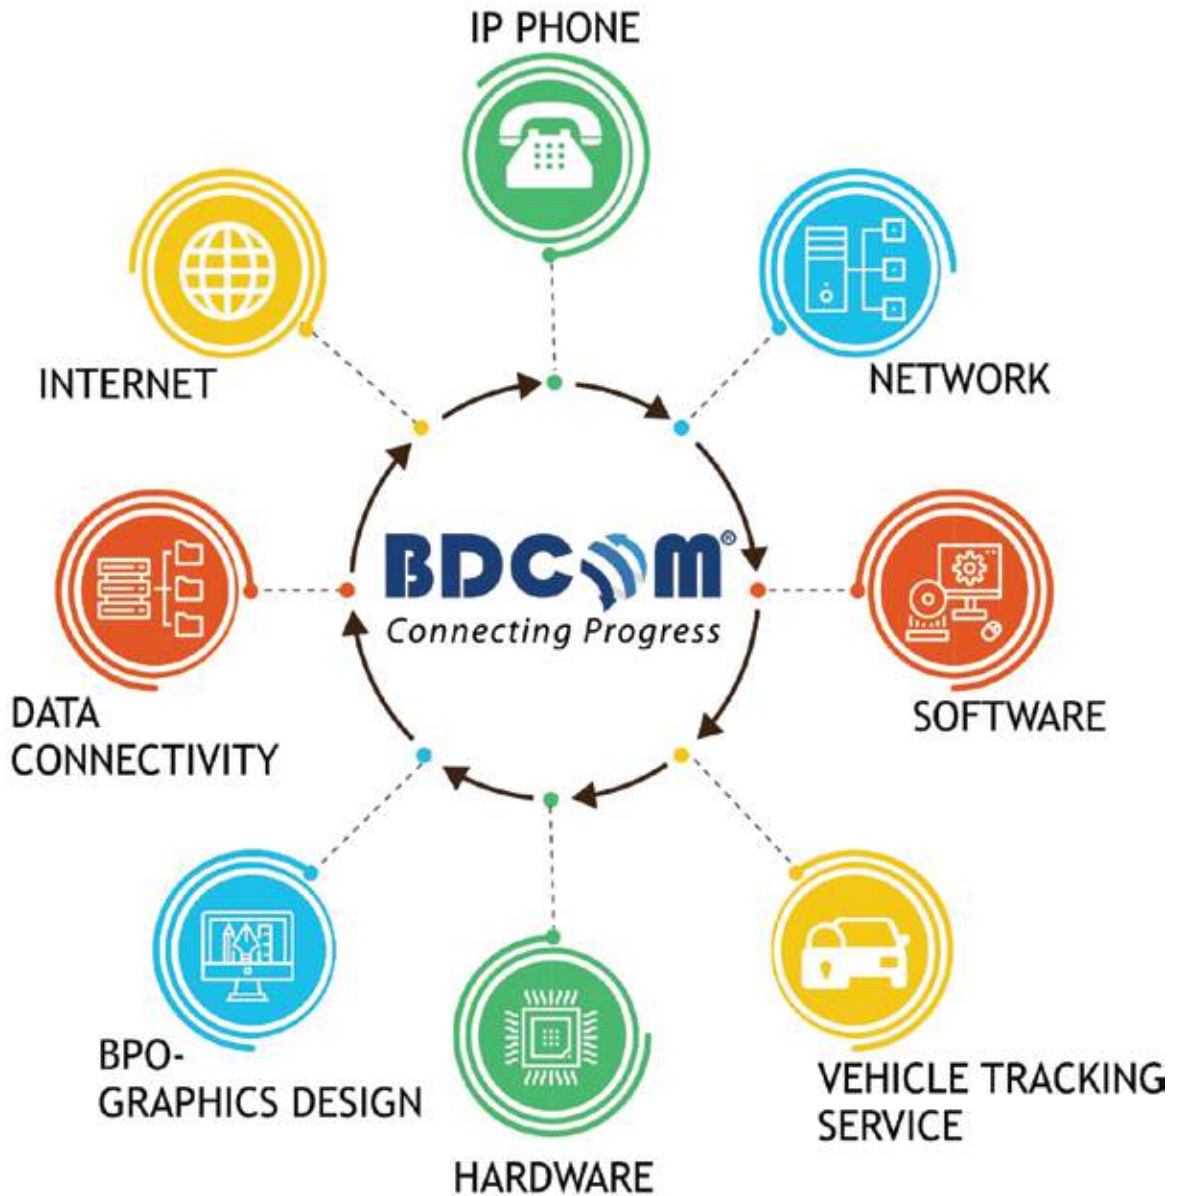 IP PHONE
INTERNET
NETWORK
BDCOM®
Connecting Progress
DATA
CONNECTIVITY
SOFTWARE
BPO-
GRAPHICS DESIGN
VEHICLE TRACKING
SERVICE
HARDWARE